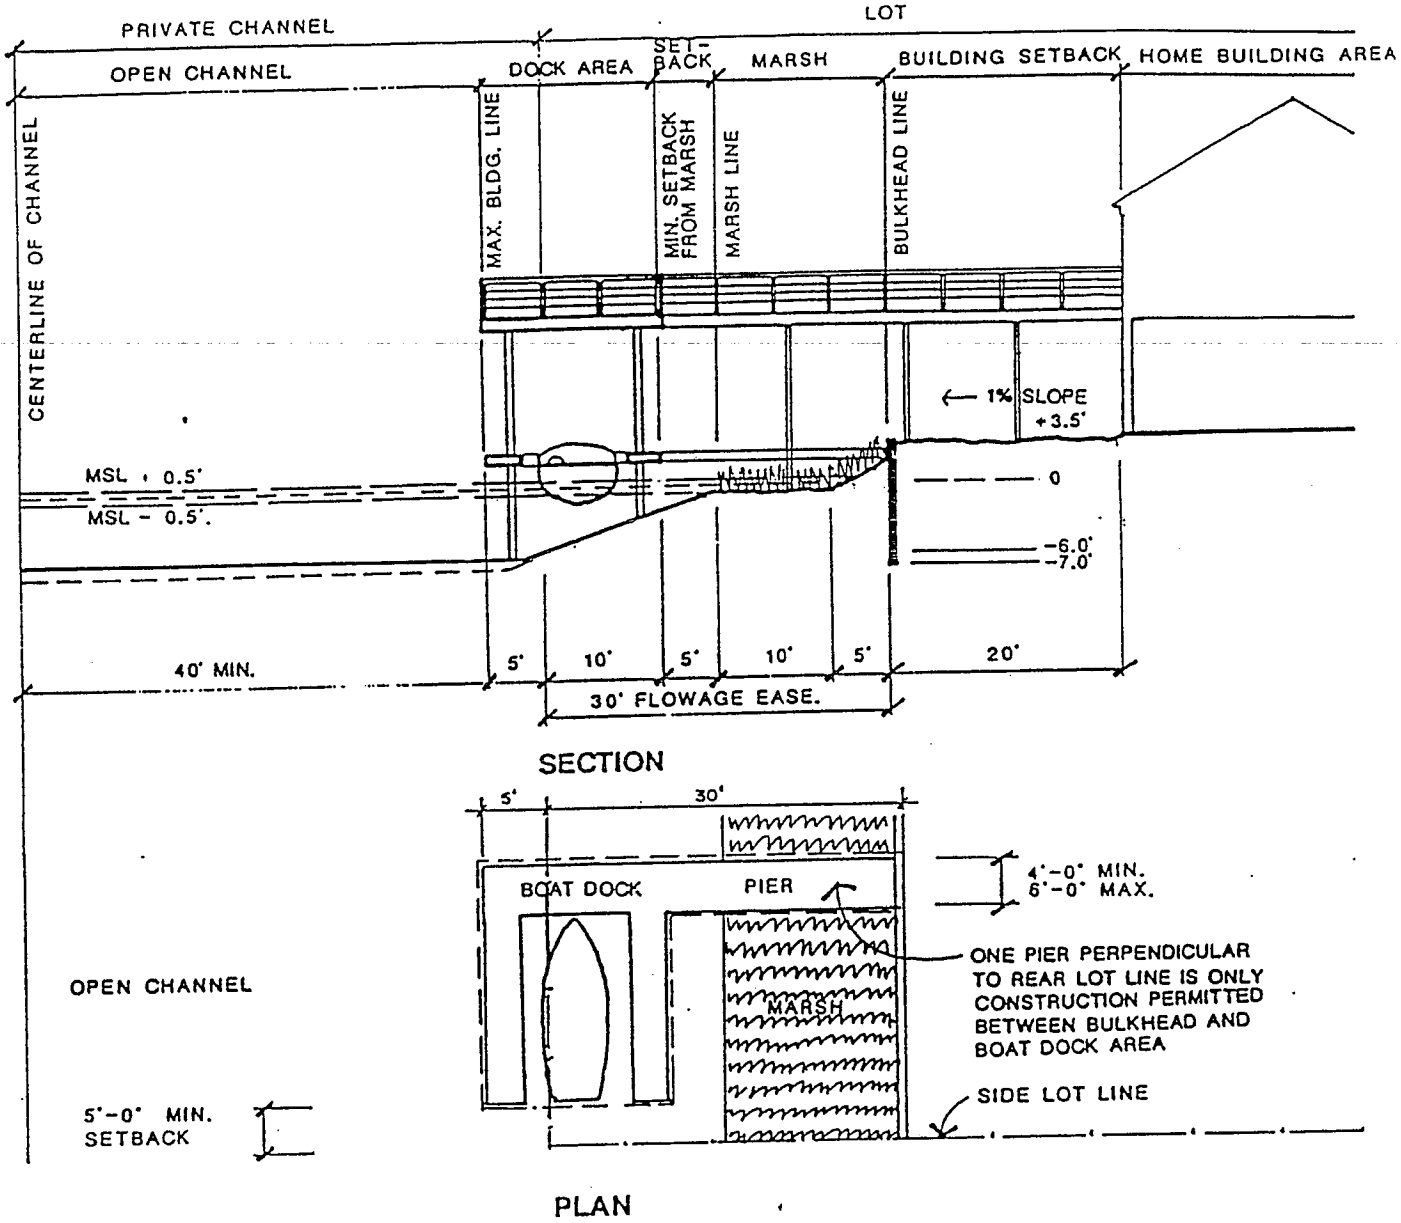 PRIVATE CHANNEL
LOT
OPEN CHANNEL
DOCK AREA
SET-
BACK
MARSH
BUILDING SETBACK
HOME BUILDING AREA
CENTERLINE OF CHANNEL
MAX. BLDG. LINE
MIN. SETBACK
FROM MARSH
MARSH LINE
BULKHEAD LINE
1% SLOPE
+3.5'
MSL + 0.5'
MSL - 0.5'.
0
-6.0'
-7.0'
40' MIN.
5'
10'
5'
10'
5'
20'
30' FLOWAGE EASE.
SECTION
5'
30'
BOAT DOCK
PIER
4'-0" MIN.
6'-0" MAX.
OPEN CHANNEL
MARSH
ONE PIER PERPENDICULAR
TO REAR LOT LINE IS ONLY
CONSTRUCTION PERMITTED
BETWEEN BULKHEAD AND
BOAT DOCK AREA
SIDE LOT LINE
5'-0" MIN.
SETBACK
PLAN